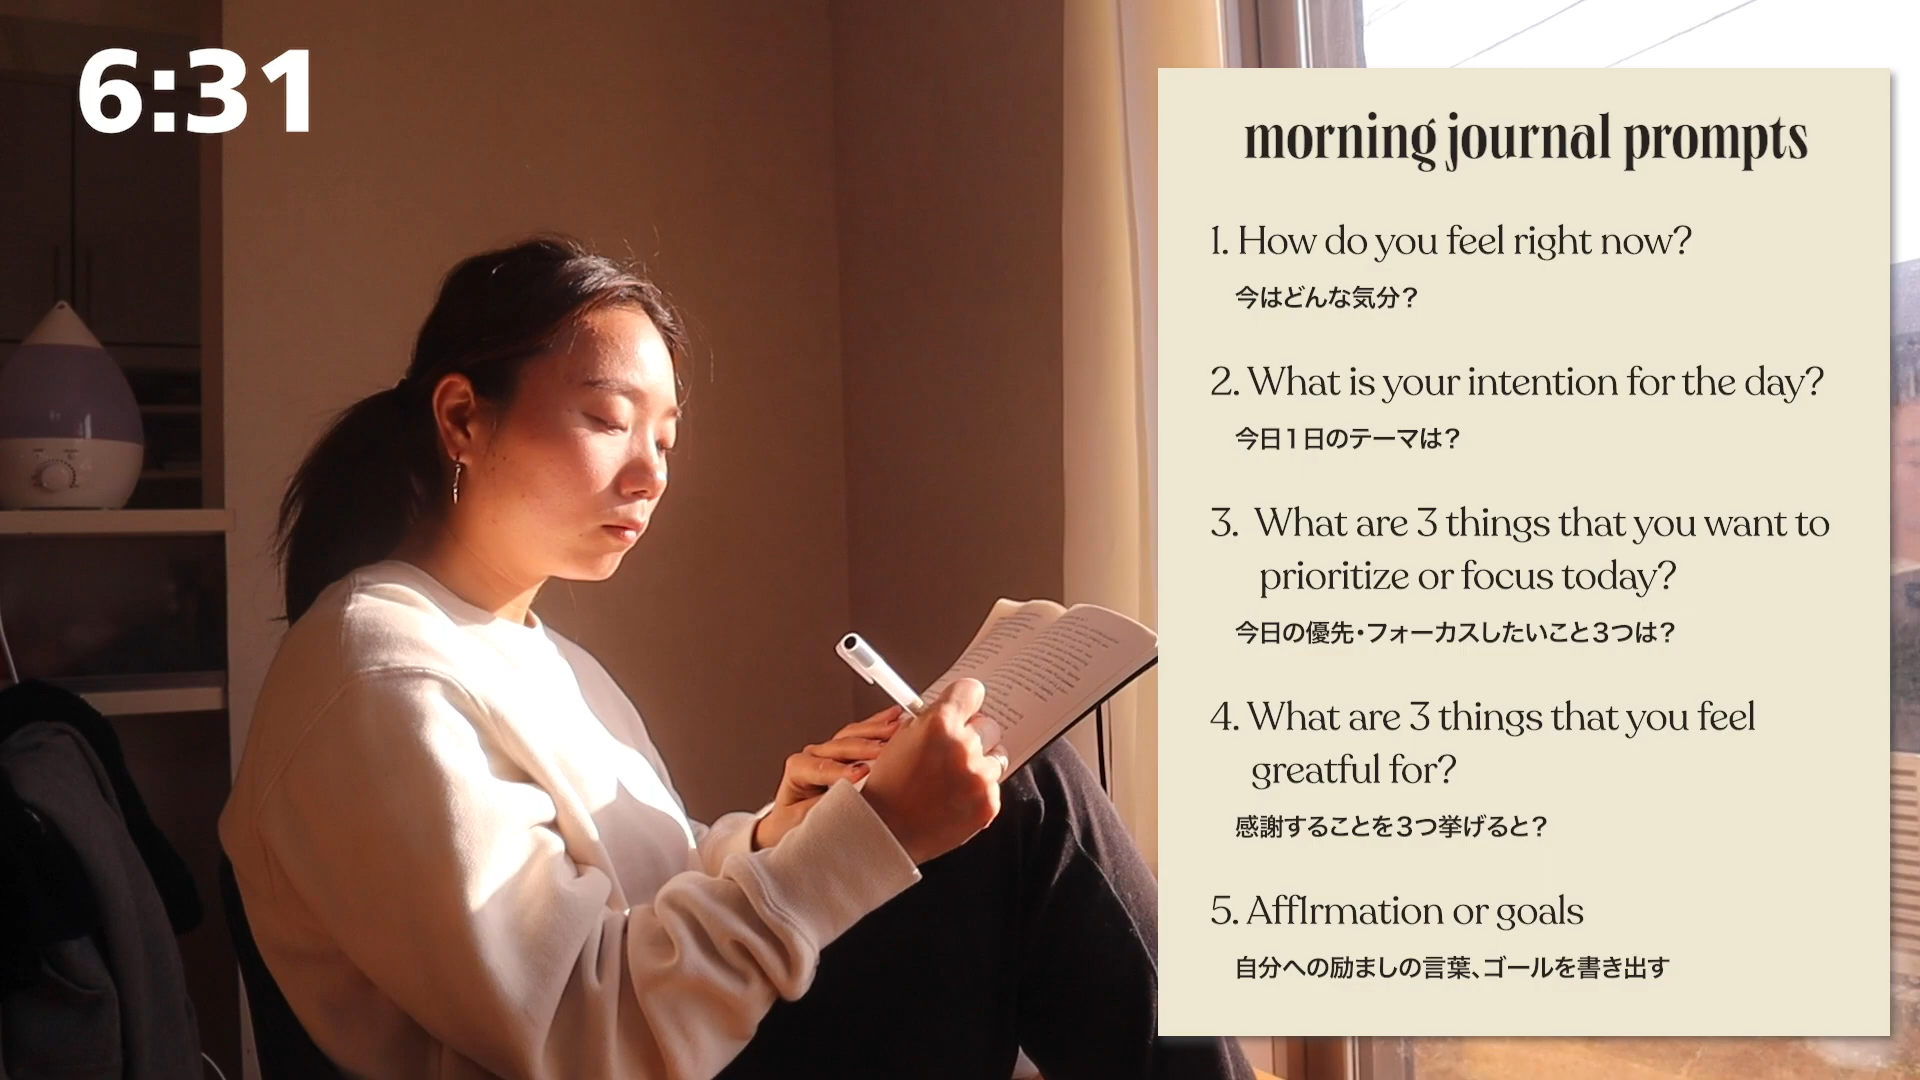 6:31
morning journal prompts
1. How do you feel right now?
今はどんな気分？
2. What is your intention for the day?
今日1日のテーマは？
3. What are 3 things that you want to
prioritize or focus today?
今日の優先・フォーカスしたいこと3つは？
4. What are 3 things that you feel
greatful for?
感謝することを3つ挙げると？
5. AffIrmation or goals
自分への励ましの言葉、ゴールを書き出す